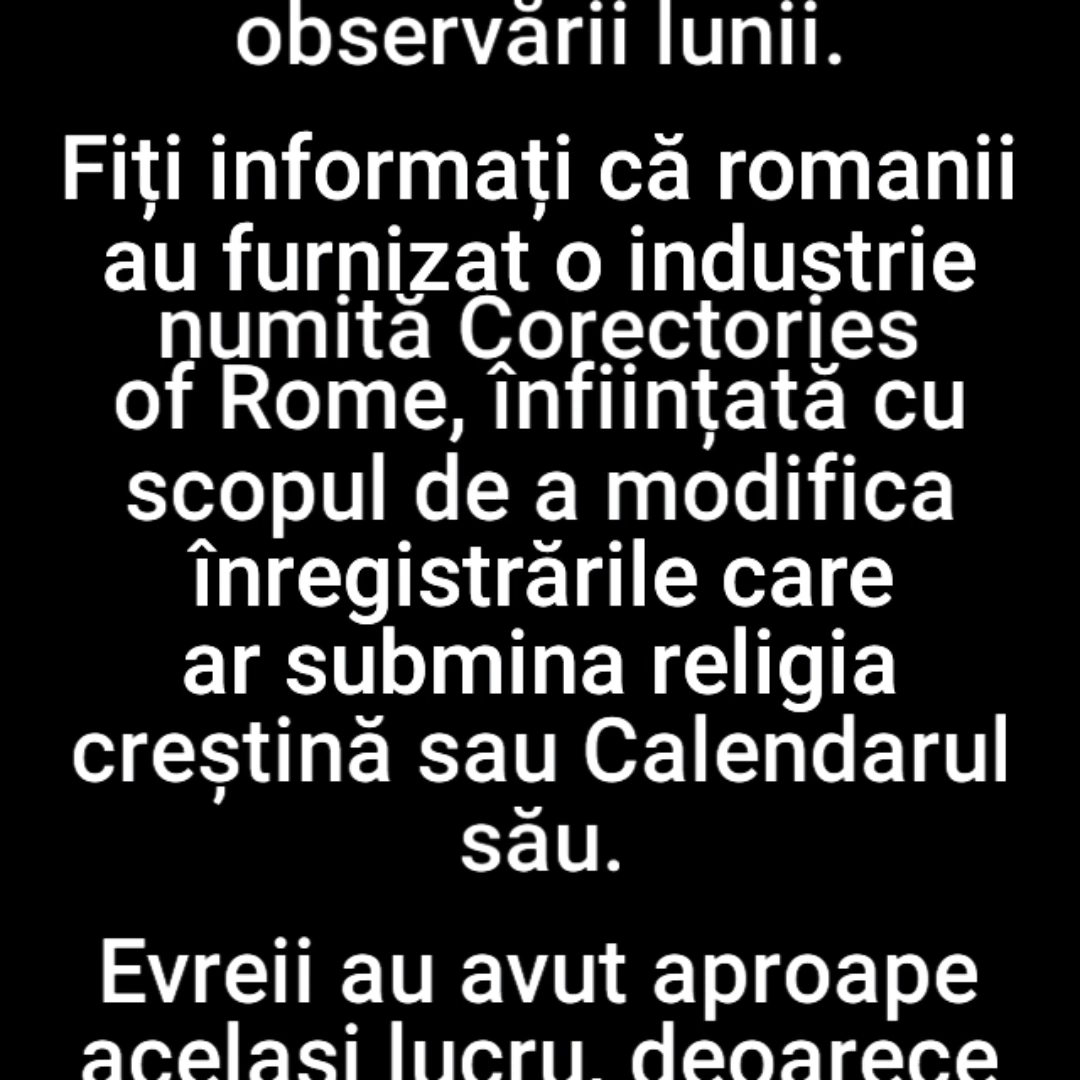 observării lunii.
Fiți informați că romanii
au furnizat o industrie
numită Corectories
of Rome, înființată cu
scopul de a modifica
înregistrările care
ar submina religia
creștină sau Calendarul
său.
Evreii au avut aproape
același lucru, deoarece